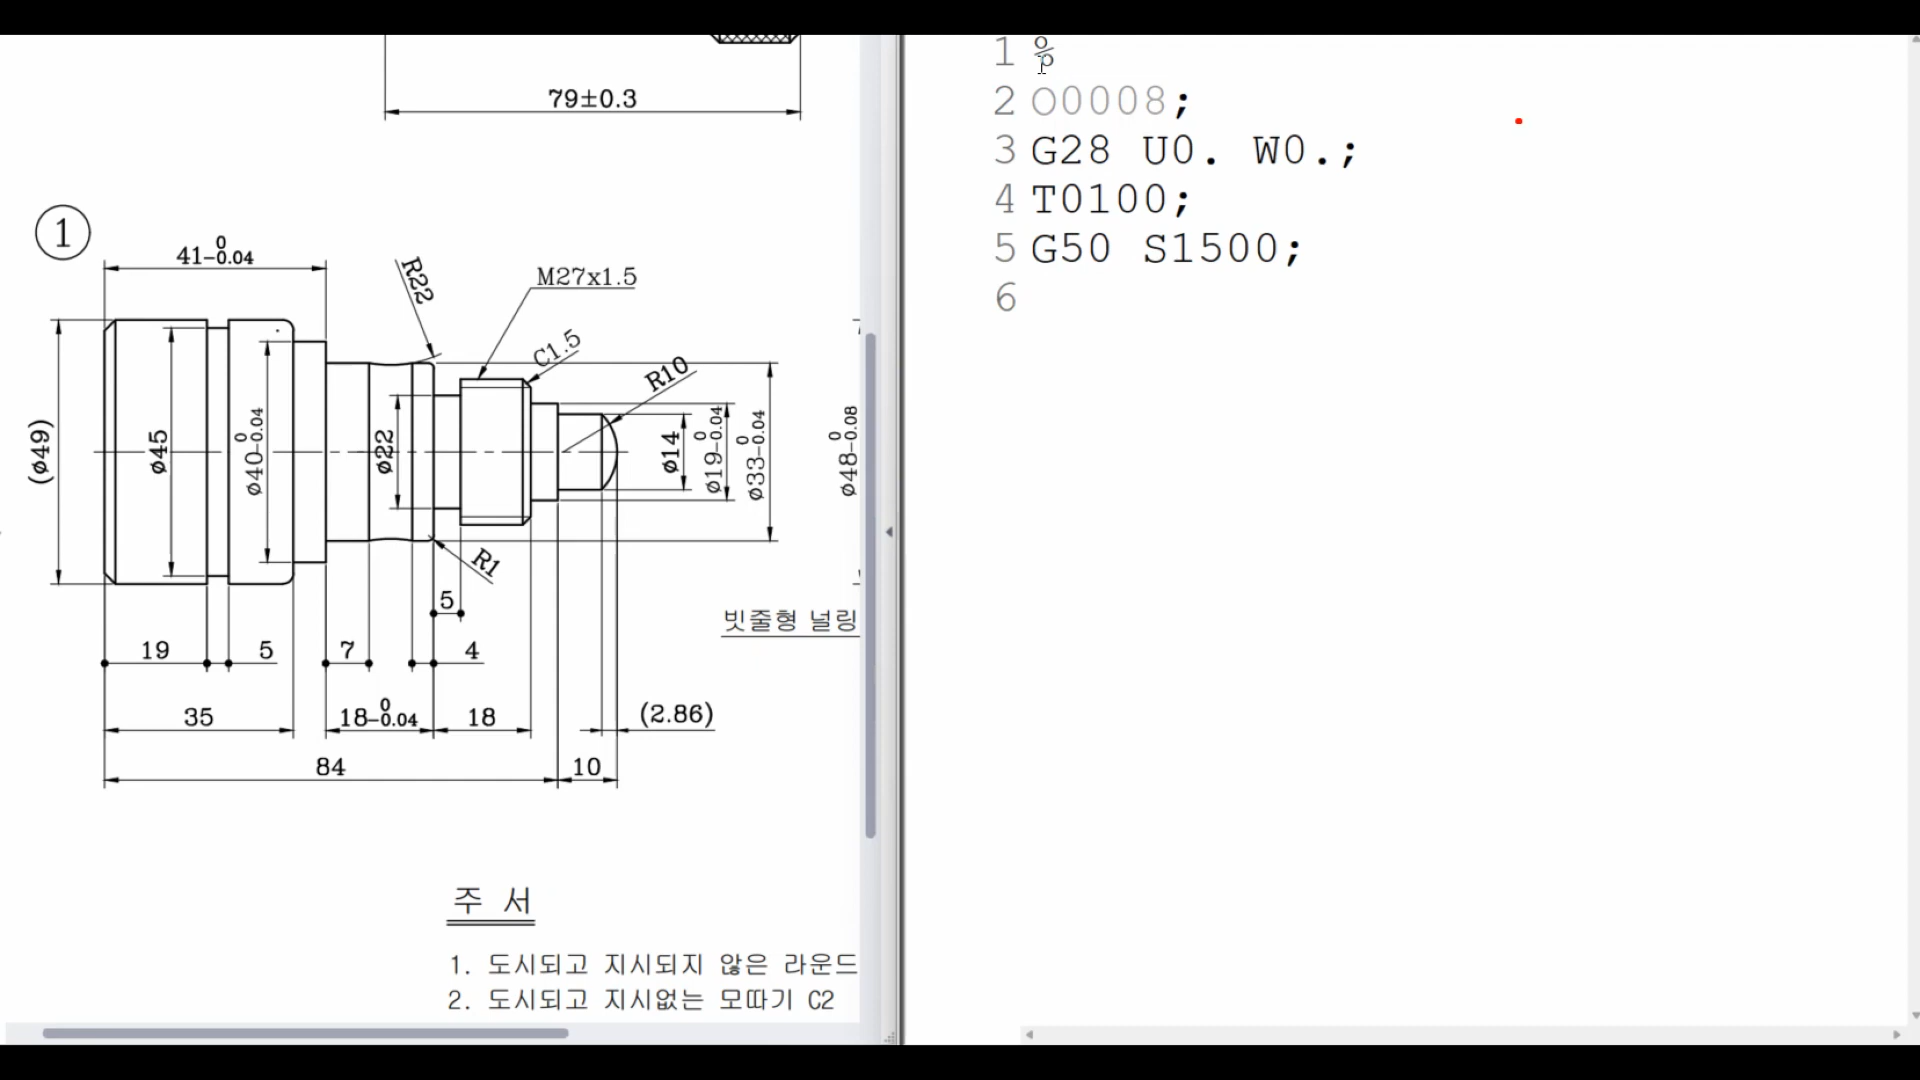 79±0.3
1
41-0.04
0
R22
M27x1.5
C1.5
R10
(ø49)
ø45
ø40-0.04
0
ø22
ø14
ø19-0.04
0
ø33-0.04
0
ø48-0.08
0
R1
5
빗줄형 널링
19
5
7
4
35
18-0.04
0
18
(2.86)
84
10
주 서
1. 도시되고 지시되지 않은 라운드
2. 도시되고 지시없는 모따기 C2
1 %
2 O0008;
3 G28 U0. W0.;
4 T0100;
5 G50 S1500;
6